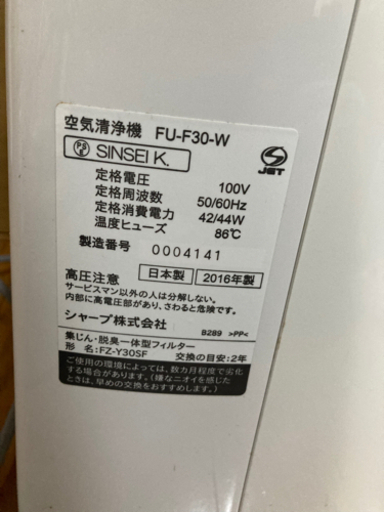 空気清浄機 FU-F30-W
PS E SINSEI K.
JET
定格電圧 100V
定格周波数 50/60Hz
定格消費電力 42/44W
温度ヒューズ 86℃
製造番号 0004141
高圧注意 日本製 2016年製
サービスマン以外の人は分解しない。
内部に高電圧部があり、さわると危険です。
シャープ株式会社 B289 >PP<
集じん・脱臭一体型フィルター
形 名:FZ-Y30SF 交換の目安:2年
ご使用の環境によっては、数カ月程度で劣化
する場合があります。(嫌なニオイを感じた
ときは、早めの交換をおすすめします)